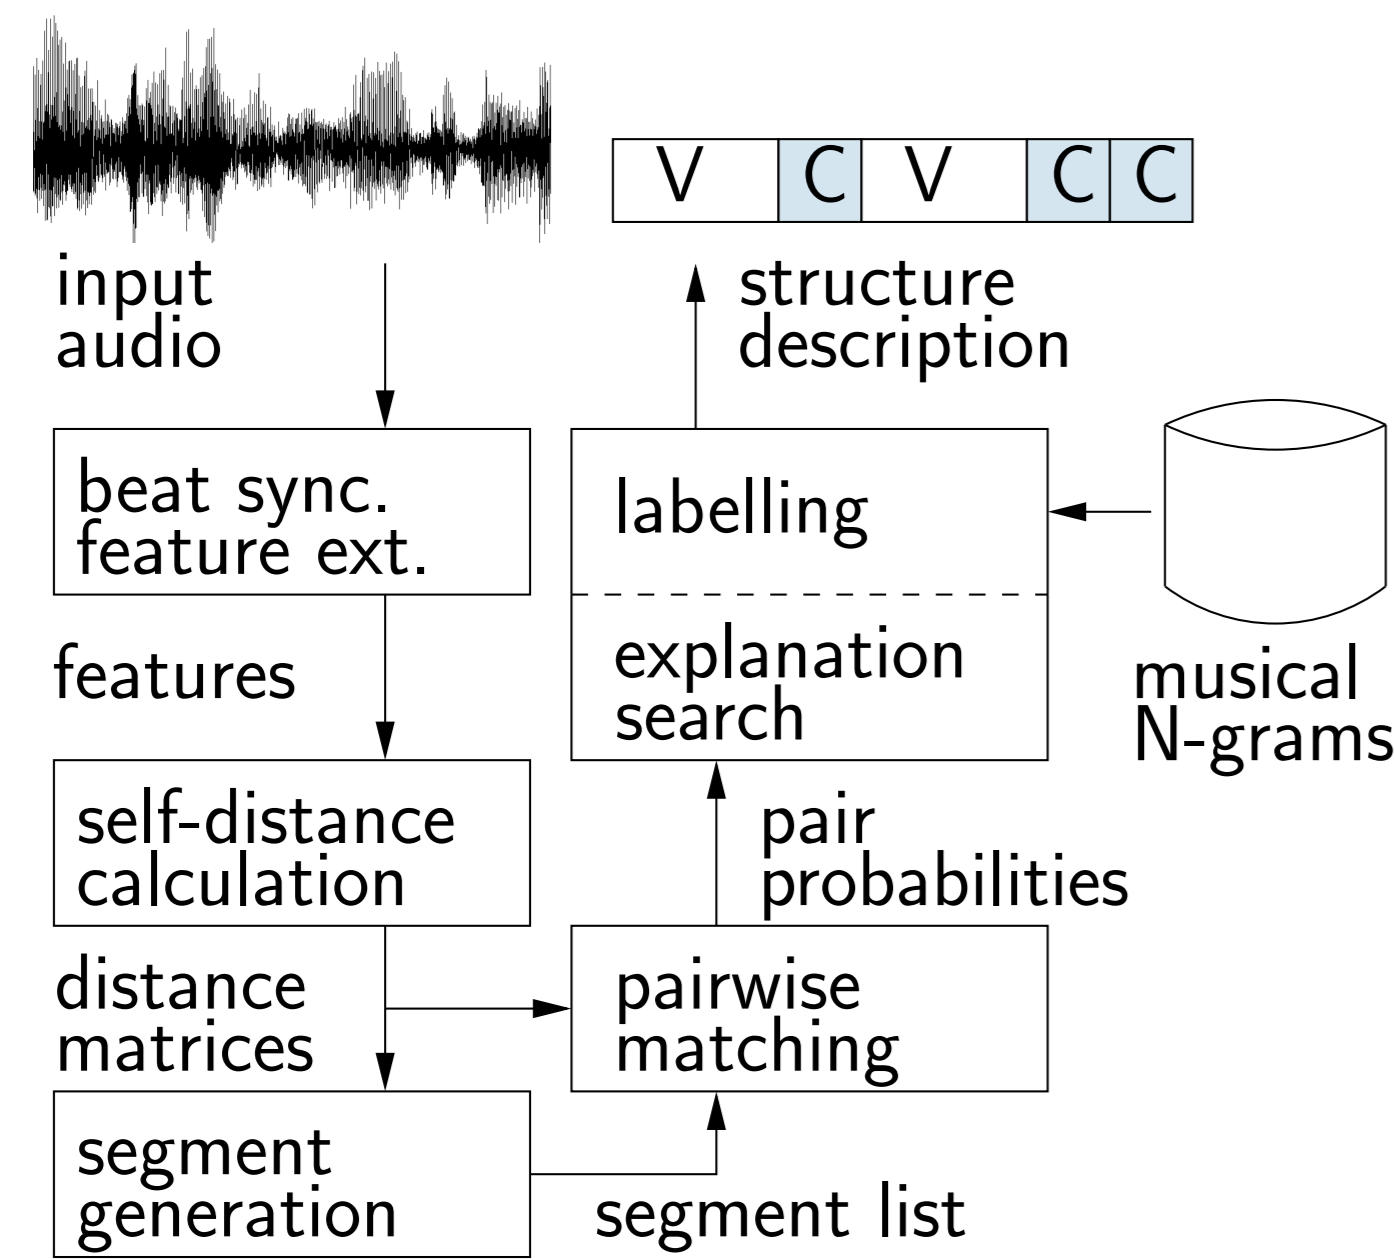 V C V C C
input
audio
structure
description
beat sync.
feature ext.
labelling
features
explanation
search
musical
N-grams
self-distance
calculation
pair
probabilities
distance
matrices
pairwise
matching
segment
generation
segment list